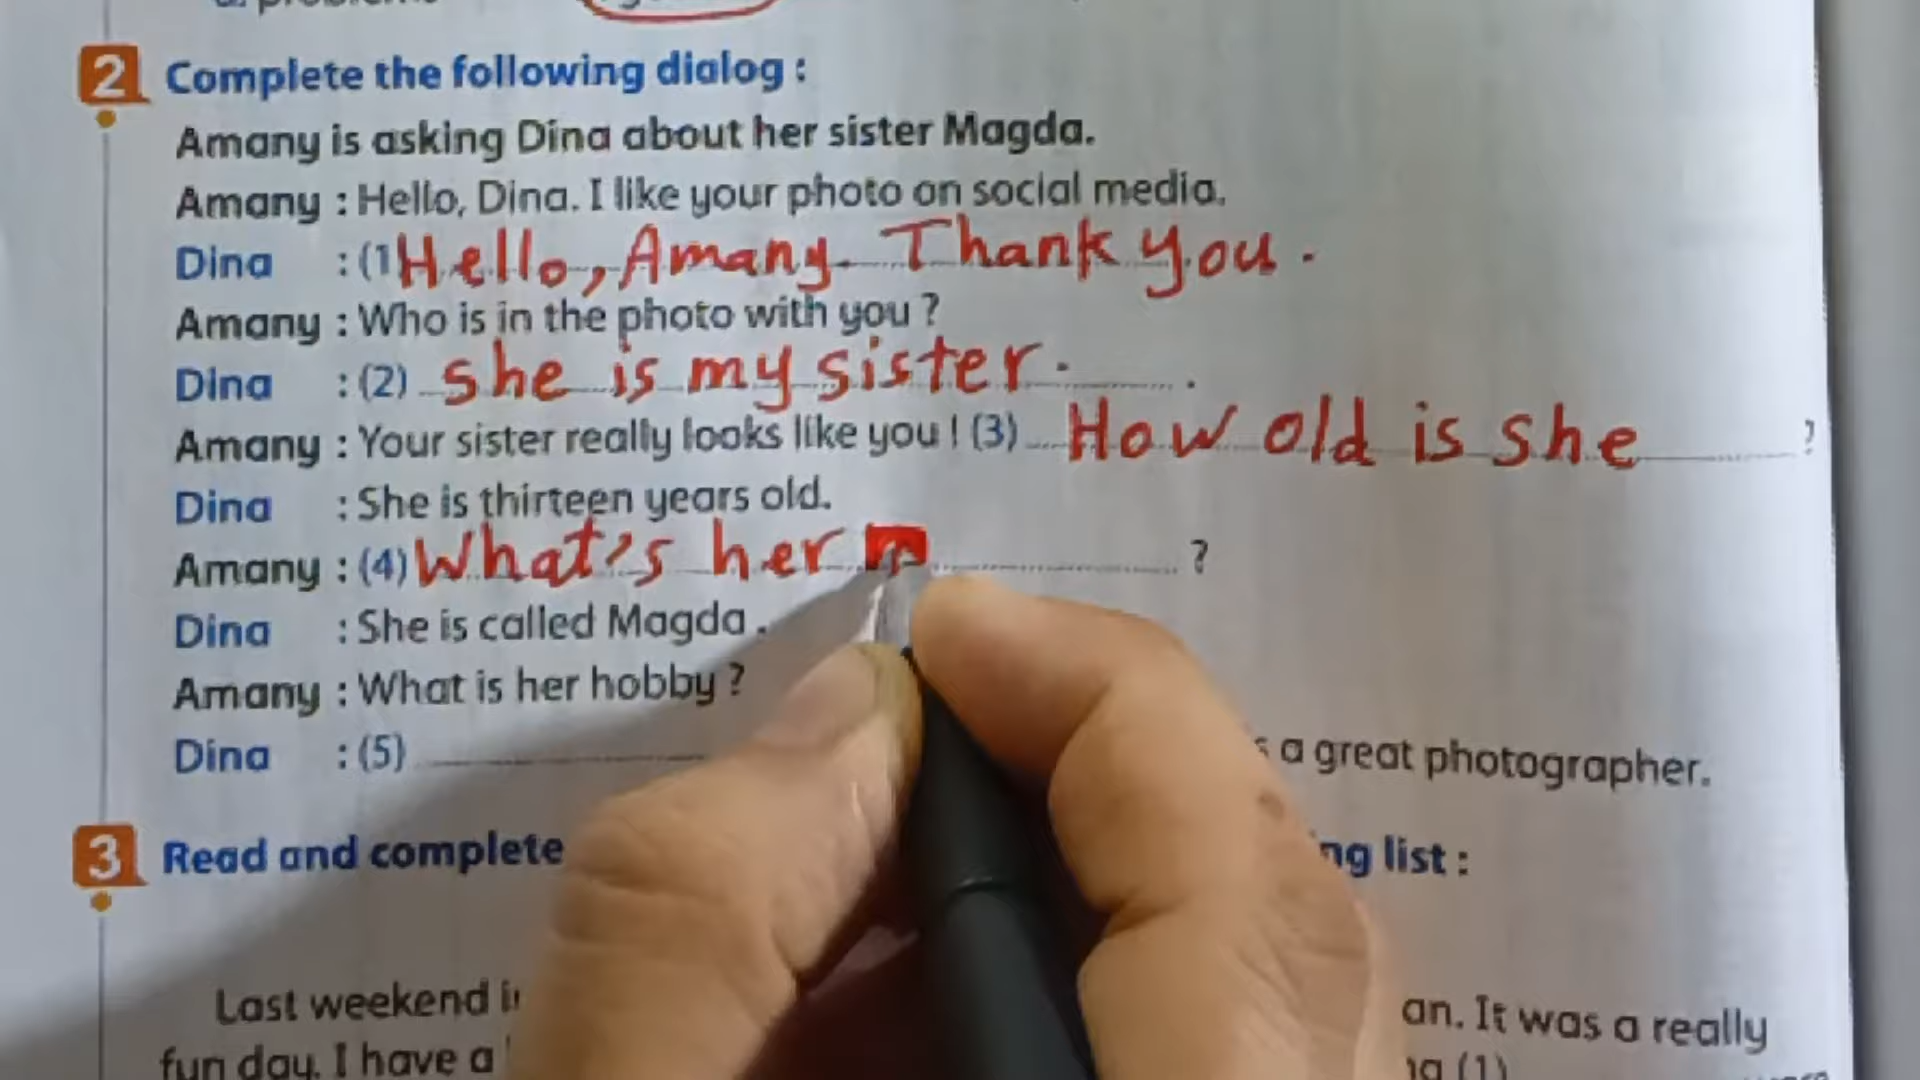 problems
2 Complete the following dialog :
Amany is asking Dina about her sister Magda.
Amany : Hello, Dina. I like your photo on social media.
Dina : (1 Hello, Amany. Thank you.
Amany : Who is in the photo with you ?
Dina : (2) she is my sister. .
Amany : Your sister really looks like you ! (3) How old is she ?
Dina : She is thirteen years old.
Amany : (4) What's her ?
Dina : She is called Magda .
Amany : What is her hobby ?
Dina : (5) a great photographer.
3 Read and complete list :
Last weekend an. It was a really
fun day. I have a (1)